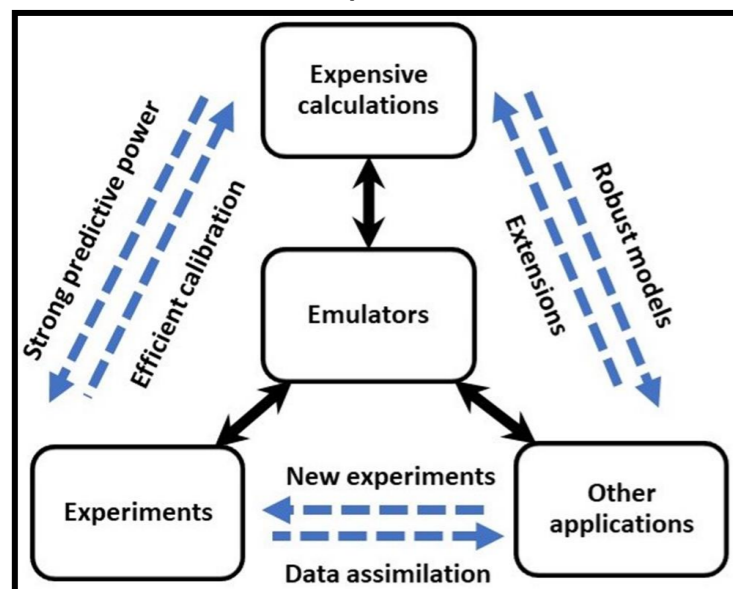 Expensive
calculations
Strong predictive power
Efficient calibration
Robust models
Extensions
Emulators
Experiments
New experiments
Data assimilation
Other
applications